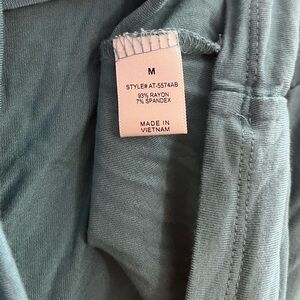 M
STYLE# AT-5574AB
93% RAYON
7% SPANDEX
MADE IN
VIETNAM